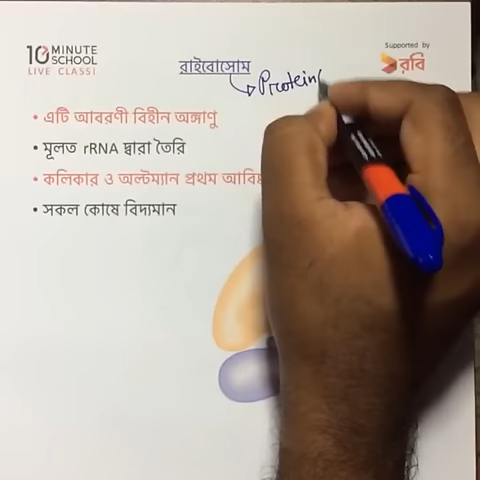 10 MINUTE SCHOOL
LIVE CLASS!
Supported by
রবি
রাইবোসোম
Protein
• এটি আবরণী বিহীন অঙ্গাণু
• মূলত rRNA দ্বারা তৈরি
• কলিকার ও অল্টম্যান প্রথম
• সকল কোষে বিদ্যমান